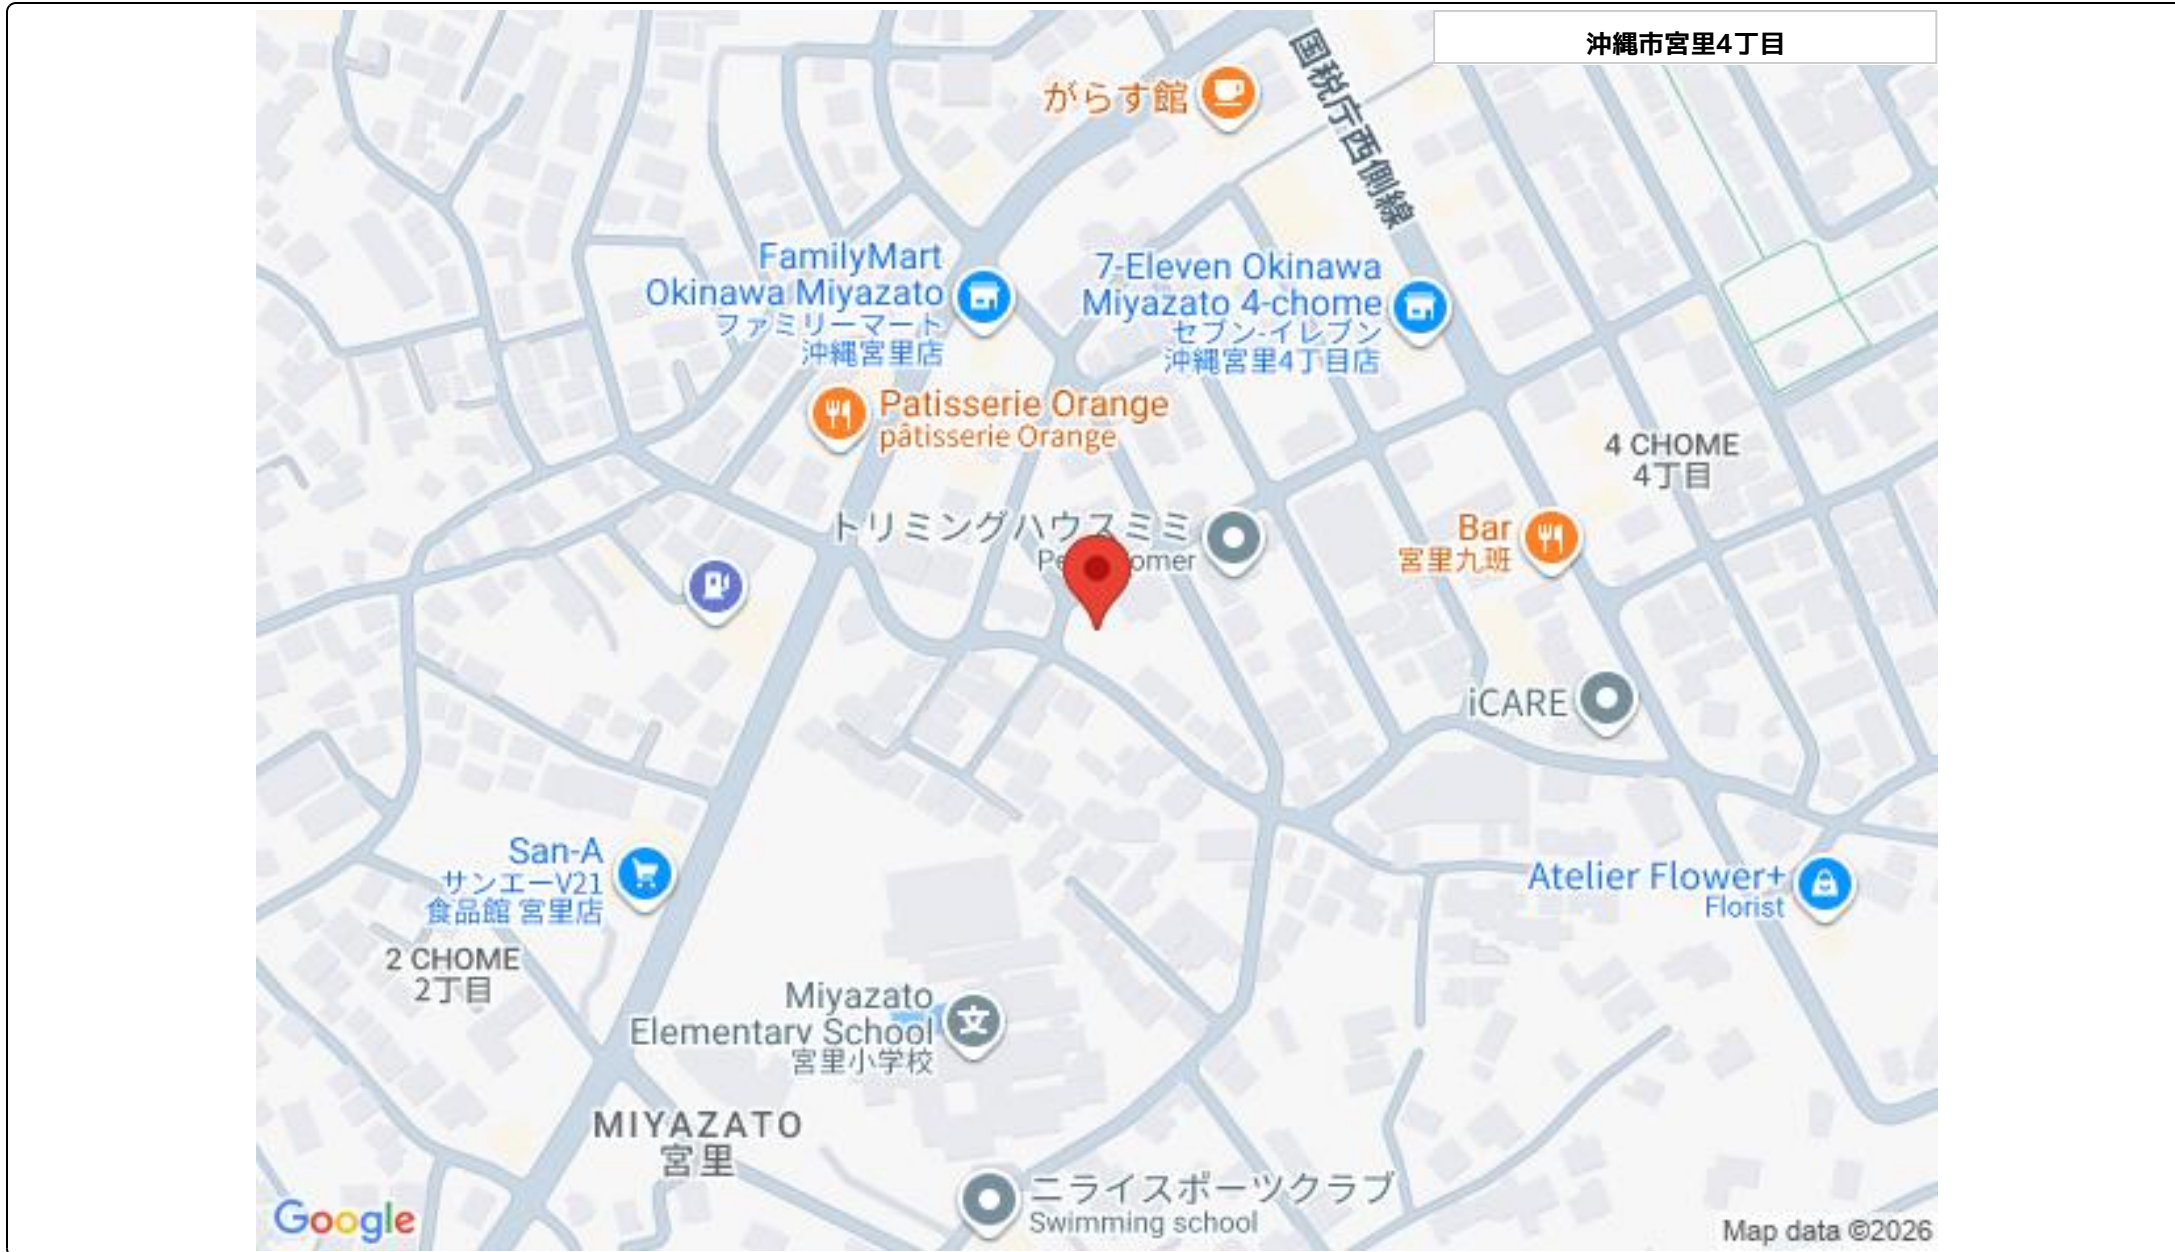 沖縄市宮里4丁目
国税庁西側線
がらす館
FamilyMart
Okinawa Miyazato
ファミリーマート
沖縄宮里店
7-Eleven Okinawa
Miyazato 4-chome
セブン-イレブン
沖縄宮里4丁目店
Patisserie Orange
pâtisserie Orange
4 CHOME
4丁目
トリミングハウスミミ
Bar
宮里九班
iCARE
San-A
サンエーV21
食品館 宮里店
Atelier Flower+
Florist
2 CHOME
2丁目
Miyazato
Elementary School
宮里小学校
文
MIYAZATO
宮里
ニライスポーツクラブ
Swimming school
Google
Map data ©2026